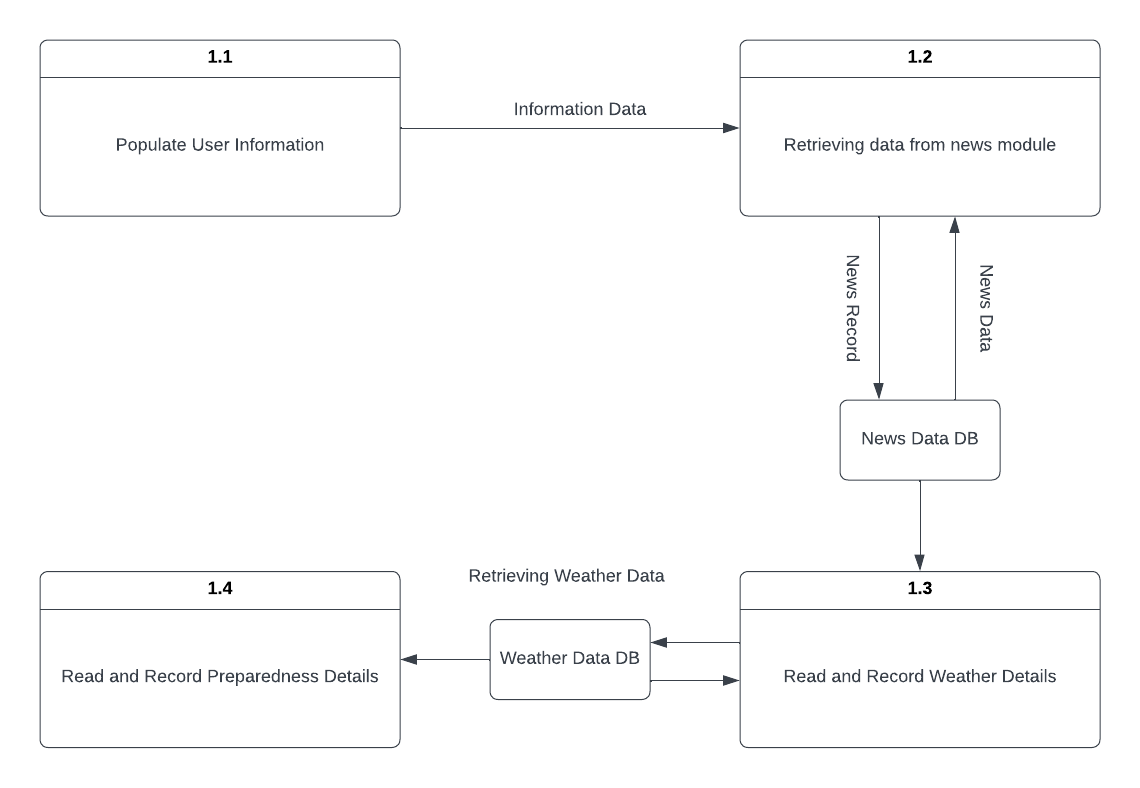 1.1
Populate User Information
Information Data
1.2
Retrieving data from news module
News Record
News Data
News Data DB
1.4
Read and Record Preparedness Details
Retrieving Weather Data
Weather Data DB
1.3
Read and Record Weather Details